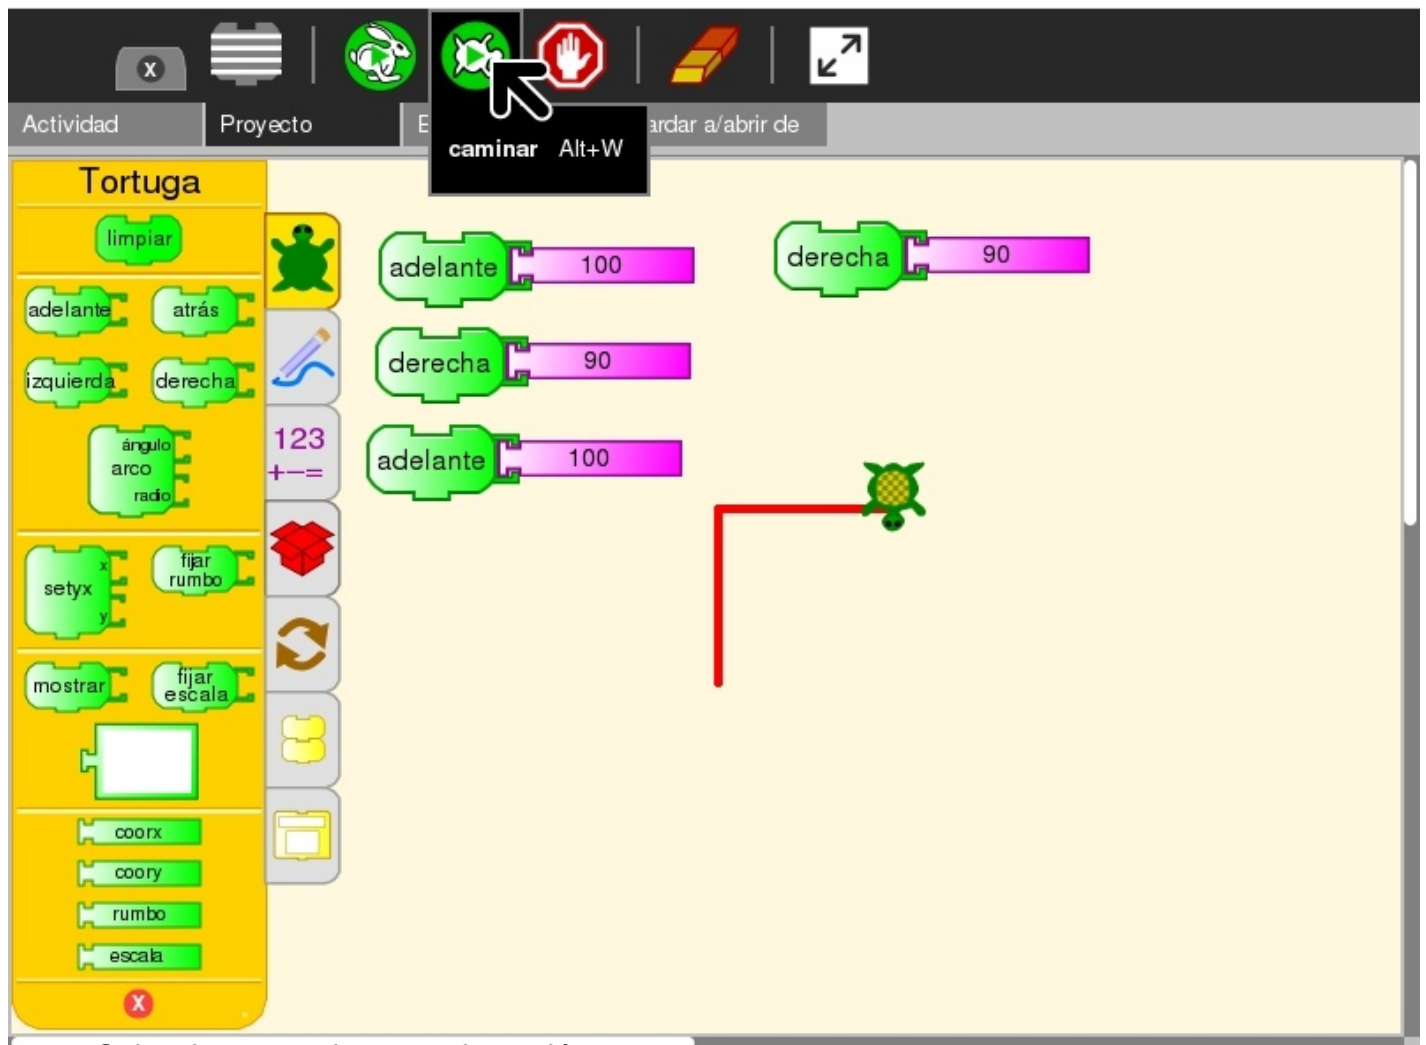 X
Actividad
Proyecto
ardar a/abrir de
caminar Alt+W
Tortuga
limpiar
adelante
atrás
izquierda
derecha
ángulo
arco
radio
setyx
x
y
fijar
rumbo
mostrar
fijar
escala
coorx
coory
rumbo
escala
X
123
+−=
adelante 100
derecha 90
adelante 100
derecha 90